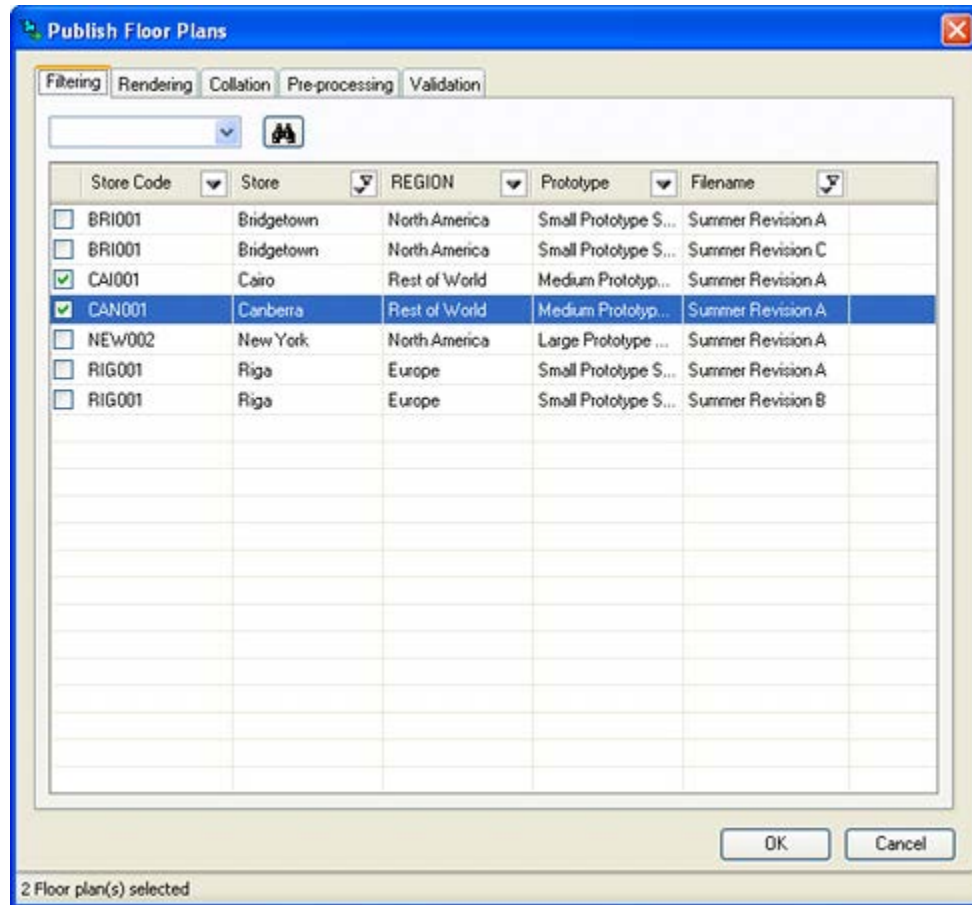 Publish Floor Plans
Filtering Rendering Collation Pre-processing Validation
Store Code Store REGION Prototype Filename
BRI001 Bridgetown North America Small Prototype S... Summer Revision A
BRI001 Bridgetown North America Small Prototype S... Summer Revision C
CAI001 Cairo Rest of World Medium Prototyp... Summer Revision A
CAN001 Canberra Rest of World Medium Prototyp... Summer Revision A
NEW002 New York North America Large Prototype ... Summer Revision A
RIG001 Riga Europe Small Prototype S... Summer Revision A
RIG001 Riga Europe Small Prototype S... Summer Revision B
OK Cancel
2 Floor plan(s) selected